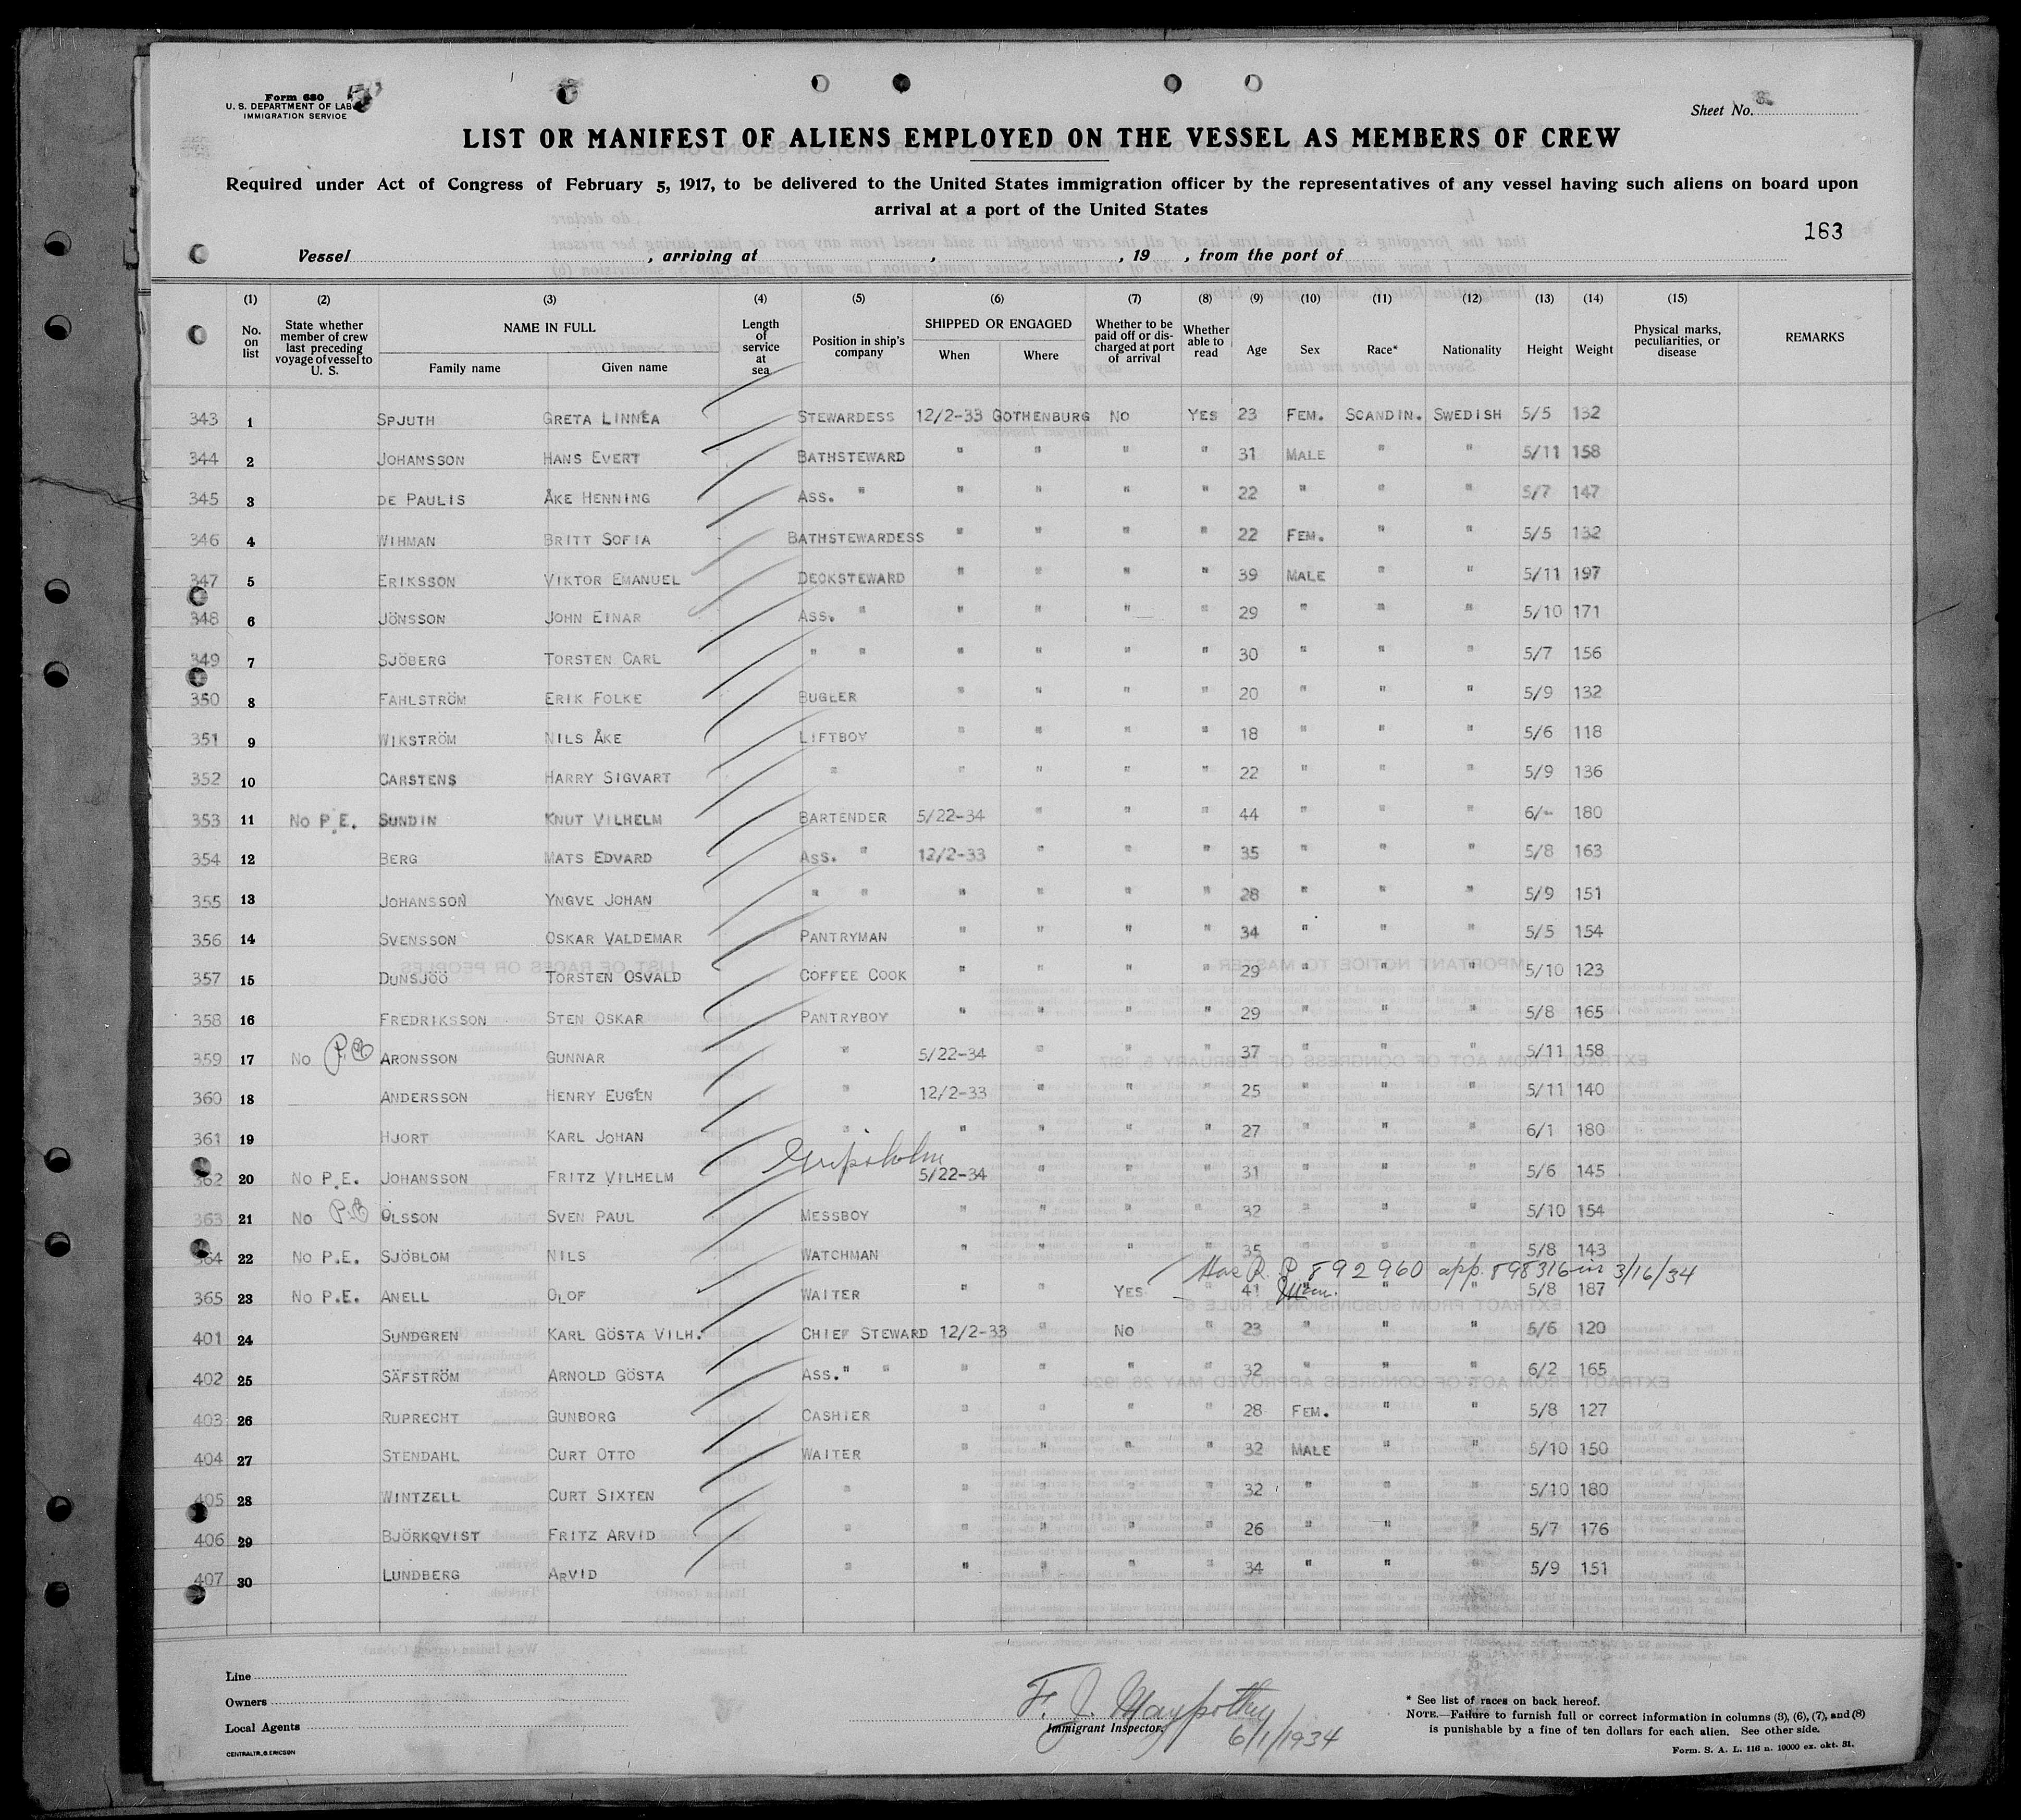 Form 680
U. S. DEPARTMENT OF LAB
IMMIGRATION SERVICE
Sheet No.
LIST OR MANIFEST OF ALIENS EMPLOYED ON THE VESSEL AS MEMBERS OF CREW
Required under Act of Congress of February 5, 1917, to be delivered to the United States immigration officer by the representatives of any vessel having such aliens on board upon
arrival at a port of the United States
163
Vessel , arriving at , , 19 , from the port of
(1) (2) (3) (4) (5) (6) (7) (8) (9) (10) (11) (12) (13) (14) (15)
No. on list State whether member of crew last preceding voyage of vessel to U. S. NAME IN FULL Family name Given name Length of service at sea Position in ship's company SHIPPED OR ENGAGED When Where Whether to be paid off or discharged at port of arrival Whether able to read Age Sex Race* Nationality Height Weight Physical marks, peculiarities, or disease REMARKS
343 1 SPJUTH GRETA LINNÉA STEWARDESS 12/2-33 GOTHENBURG NO YES 23 FEM. SCANDIN. SWEDISH 5/5 132
344 2 JOHANSSON HANS EVERT BATHSTEWARD " " " " 31 MALE " " 5/11 158
345 3 DE PAULIS ÅKE HENNING ASS. " " " " " 22 " " " 5/7 147
346 4 WIHMAN BRITT SOFIA BATHSTEWARDESS " " " " 22 FEM. " " 5/5 132
347 5 ERIKSSON VIKTOR EMANUEL DECKSTEWARD " " " " 39 MALE " " 5/11 197
348 6 JÖNSSON JOHN EINAR ASS. " " " " " 29 " " " 5/10 171
349 7 SJÖBERG TORSTEN CARL " " " " " " 30 " " " 5/7 156
350 8 FAHLSTRÖM ERIK FOLKE BUGLER " " " " 20 " " " 5/9 132
351 9 WIKSTRÖM NILS ÅKE LIFTBOY " " " " 18 " " " 5/6 118
352 10 CARSTENS HARRY SIGVART " " " " " 22 " " " 5/9 136
353 11 NO P.E. SUNDIN KNUT VILHELM BARTENDER 5/22-34 " " " 44 " " " 6/- 180
354 12 BERG MATS EDVARD ASS. " 12/2-33 " " " 35 " " " 5/8 163
355 13 JOHANSSON YNGVE JOHAN " " " " " " 28 " " " 5/9 151
356 14 SVENSSON OSKAR VALDEMAR PANTRYMAN " " " " 34 " " " 5/5 154
357 15 DUNSJÖÖ TORSTEN OSVALD COFFEE COOK " " " " 29 " " " 5/10 123
358 16 FREDRIKSSON STEN OSKAR PANTRYBOY " " " " 29 " " " 5/8 165
359 17 NO P.E. ARONSSON GUNNAR " 5/22-34 " " " 37 " " " 5/11 158
360 18 ANDERSSON HENRY EUGÉN " 12/2-33 " " " 25 " " " 5/11 140
361 19 HJORT KARL JOHAN " " " " " 27 " " " 6/1 180
Gripsholm
362 20 NO P.E. JOHANSSON FRITZ VILHELM 5/22-34 " " " 31 " " " 5/6 145
363 21 NO P.E. OLSSON SVEN PAUL MESSBOY " " " " 32 " " " 5/10 154
364 22 NO P.E. SJÖBLOM NILS WATCHMAN " " " " 35 " " " 5/8 143
Has R. P. 892960 app. 898316 in 3/16/34
365 23 NO P.E. ANELL OLOF WAITER " " YES 41 " 5/8 187
401 24 SUNDGREN KARL GÖSTA VILH. CHIEF STEWARD 12/2-33 " NO " 23 " " " 5/6 120
402 25 SÄFSTRÖM ARNOLD GÖSTA ASS." " " " " " 32 " " " 6/2 165
403 26 RUPRECHT GUNBORG CASHIER " " " " 28 FEM. " " 5/8 127
404 27 STENDAHL CURT OTTO WAITER " " " " 32 MALE " " 5/10 150
405 28 WINTZELL CURT SIXTEN " " " " " 32 " " " 5/10 180
406 29 BJÖRKQVIST FRITZ ARVID " " " " " 26 " " " 5/7 176
407 30 LUNDBERG ARVID " " " " " 34 " " " 5/9 151
Line
Owners
Local Agents
CENTRALTR. G. ERICSON
F. J.
Immigrant Inspector.
6/1/1934
* See list of races on back hereof.
NOTE.—Failure to furnish full or correct information in columns (3), (6), (7), and (8)
is punishable by a fine of ten dollars for each alien. See other side.
Form. S. A. L. 116 n. 10000 ex. okt. 31.